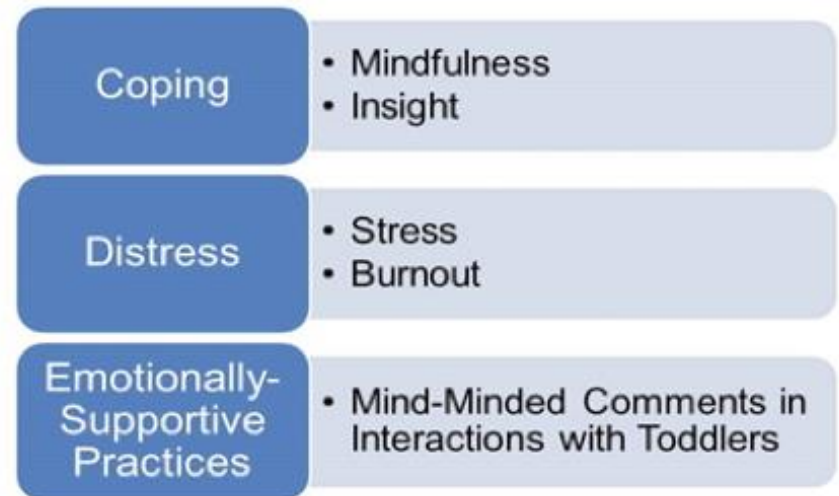 Coping
• Mindfulness
• Insight
Distress
• Stress
• Burnout
Emotionally-
Supportive
Practices
• Mind-Minded Comments in
Interactions with Toddlers